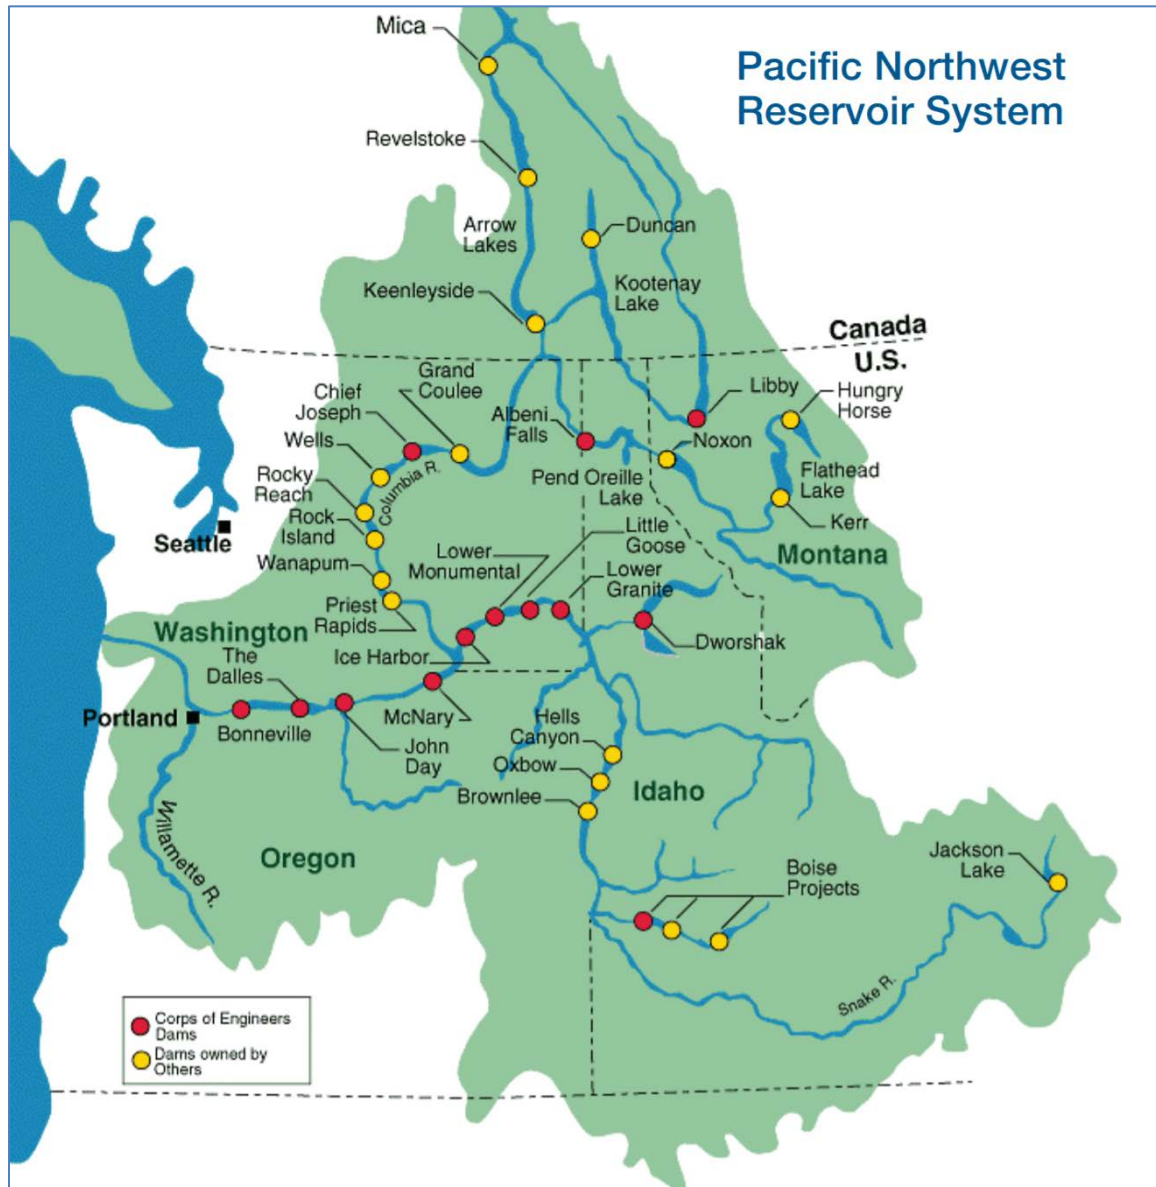 Pacific Northwest
Reservoir System
Mica
Revelstoke
Arrow
Lakes
Duncan
Keenleyside
Kootenay
Lake
Canada
U.S.
Grand
Coulee
Chief
Joseph
Libby
Hungry
Horse
Albeni
Falls
Wells
Noxon
Columbia R.
Rocky
Reach
Pend Oreille
Lake
Flathead
Lake
Rock
Island
Kerr
Seattle
Little
Goose
Lower
Monumental
Montana
Wanapum
Lower
Granite
Priest
Rapids
Washington
Ice Harbor
Dworshak
The
Dalles
Portland
Bonneville
McNary
John
Day
Hells
Canyon
Oxbow
Brownlee
Idaho
Willamette R.
Oregon
Boise
Projects
Jackson
Lake
Snake R.
Corps of Engineers
Dams
Dams owned by
Others